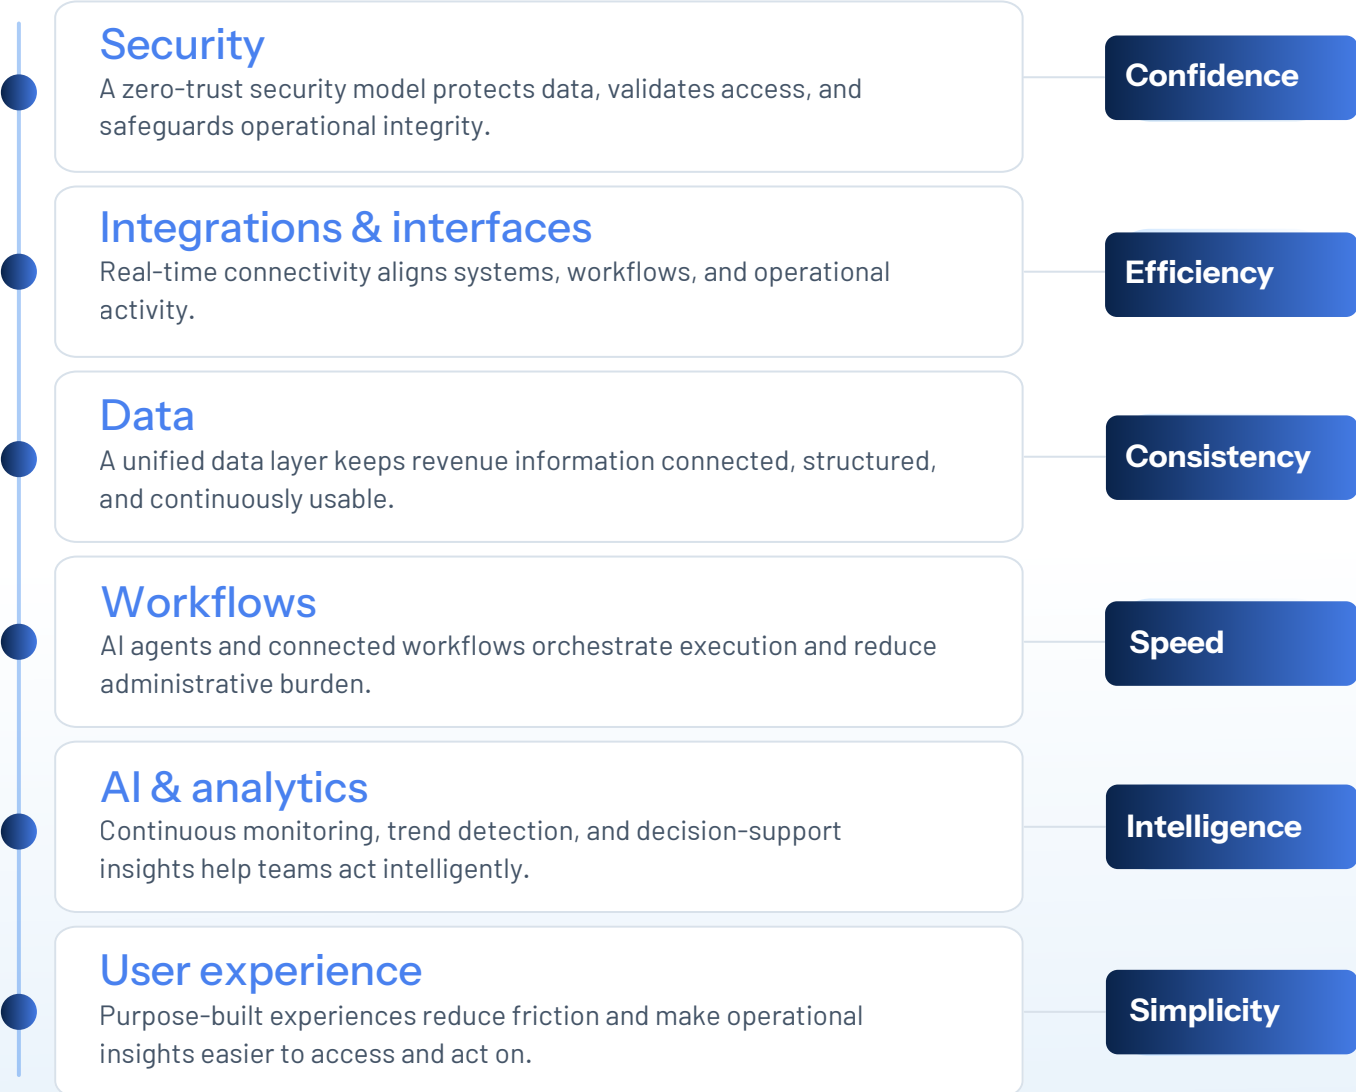 Security
A zero-trust security model protects data, validates access, and
safeguards operational integrity.
Confidence
Integrations & interfaces
Real-time connectivity aligns systems, workflows, and operational
activity.
Efficiency
Data
A unified data layer keeps revenue information connected, structured,
and continuously usable.
Consistency
Workflows
AI agents and connected workflows orchestrate execution and reduce
administrative burden.
Speed
AI & analytics
Continuous monitoring, trend detection, and decision-support
insights help teams act intelligently.
Intelligence
User experience
Purpose-built experiences reduce friction and make operational
insights easier to access and act on.
Simplicity